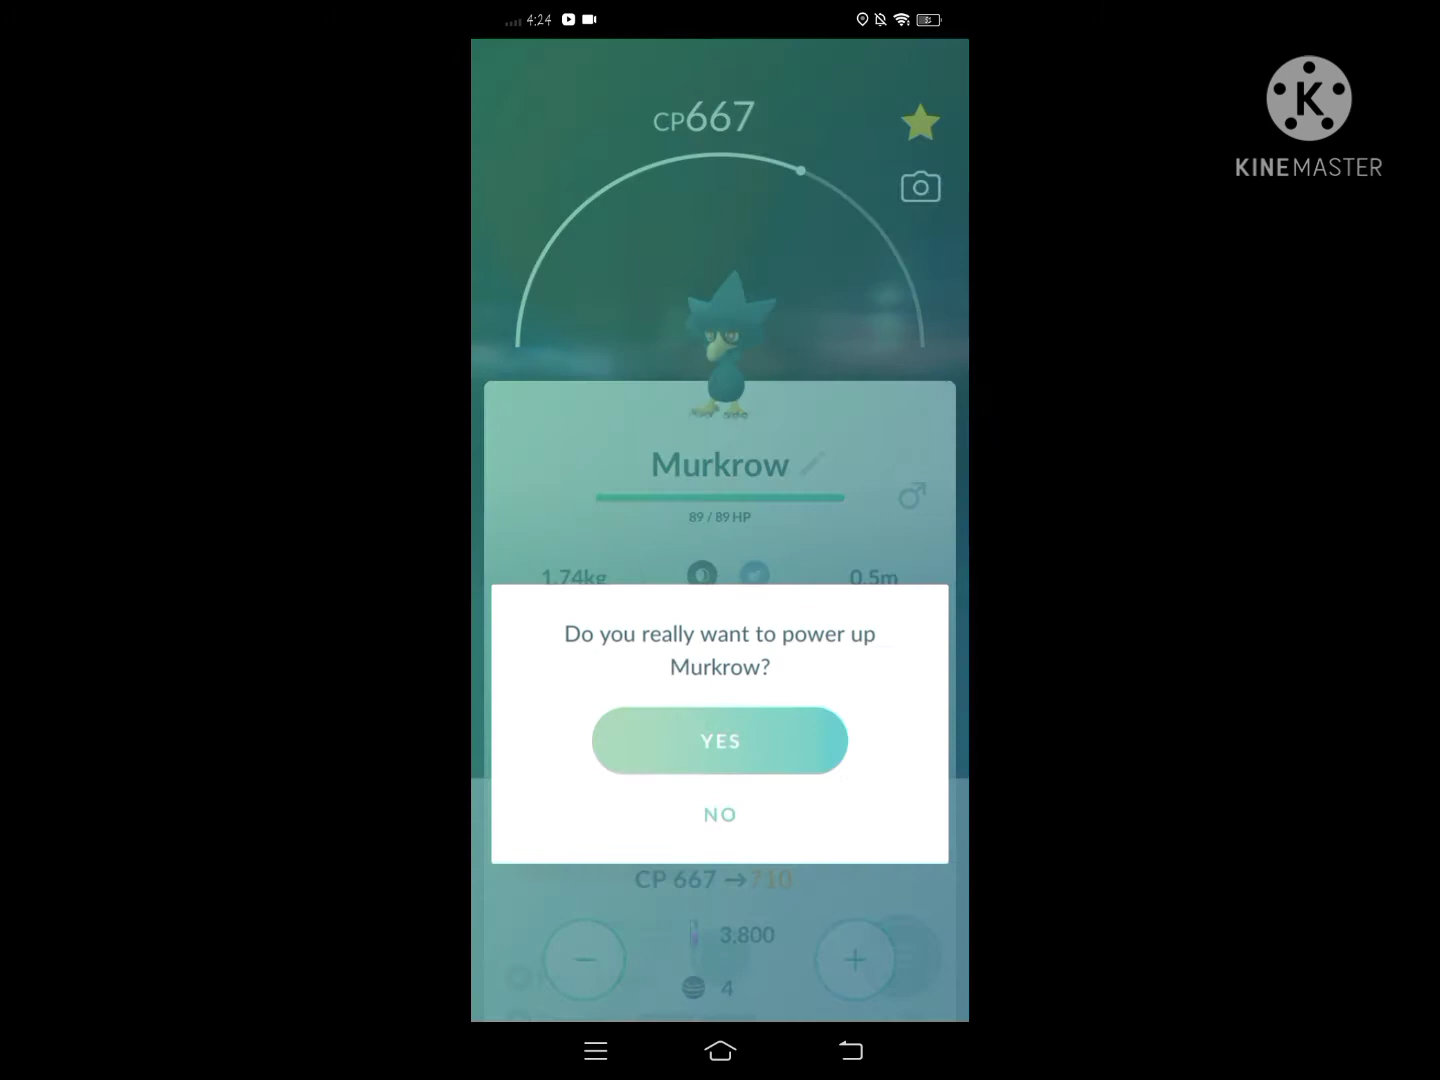 4:24
K
KINEMASTER
CP667
Murkrow
89 / 89 HP
1.74kg
0.5m
Do you really want to power up
Murkrow?
YES
NO
CP 667 → 710
3,800
4